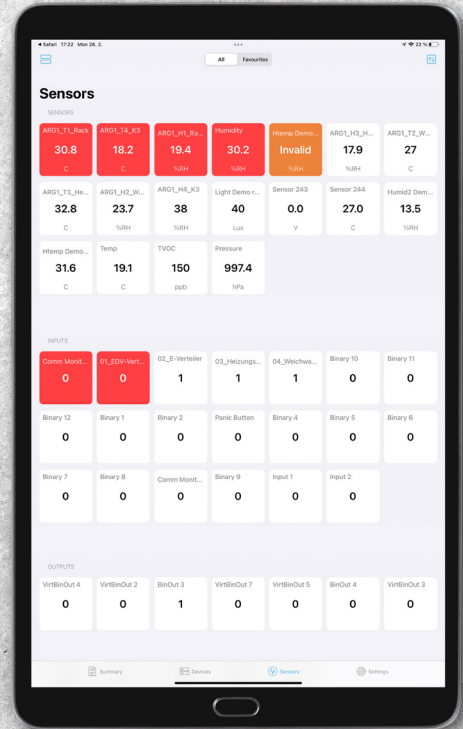 Safari 17:22 Mon 28. 2.
22 %
All Favourites
Sensors
SENSORS
ARG1_T1_Rack ARG1_T4_K3 ARG1_H1_Ra... Humidity Htemp Demo... ARG1_H3_H... ARG1_T2_W...
30.8 18.2 19.4 30.2 Invalid 17.9 27
C C %RH %RH %RH %RH C
ARG1_T3_He... ARG1_H2_W... ARG1_H4_K3 Light Demo r... Sensor 243 Sensor 244 Humid2 Dem...
32.8 23.7 38 40 0.0 27.0 13.5
C %RH %RH Lux V C %RH
Htemp Demo... Temp TVOC Pressure
31.6 19.1 150 997.4
C C ppb hPa
INPUTS
Comm Monit... 01_EDV-Vert... 02_E-Verteiler 03_Heizungs... 04_Weichwa... Binary 10 Binary 11
0 0 1 1 1 0 0
Binary 12 Binary 1 Binary 2 Panic Button Binary 4 Binary 5 Binary 6
0 0 0 0 0 0 0
Binary 7 Binary 8 Comm Monit... Binary 9 Input 1 Input 2
0 0 0 0 0 0
OUTPUTS
VirtBinOut 4 VirtBinOut 2 BinOut 3 VirtBinOut 7 VirtBinOut 5 BinOut 4 VirtBinOut 3
0 0 1 0 0 0 0
Summary Devices Sensors Settings